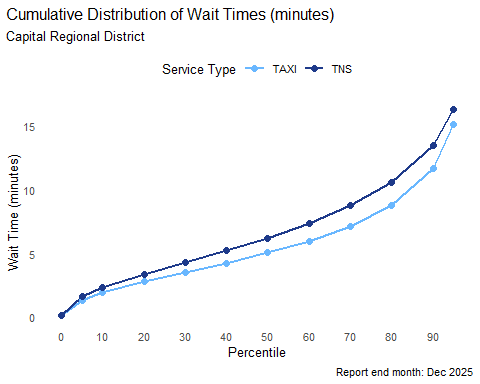 Cumulative Distribution of Wait Times (minutes)
Capital Regional District
Service Type TAXI TNS
Wait Time (minutes)
15
10
5
0
0 10 20 30 40 50 60 70 80 90
Percentile
Report end month: Dec 2025